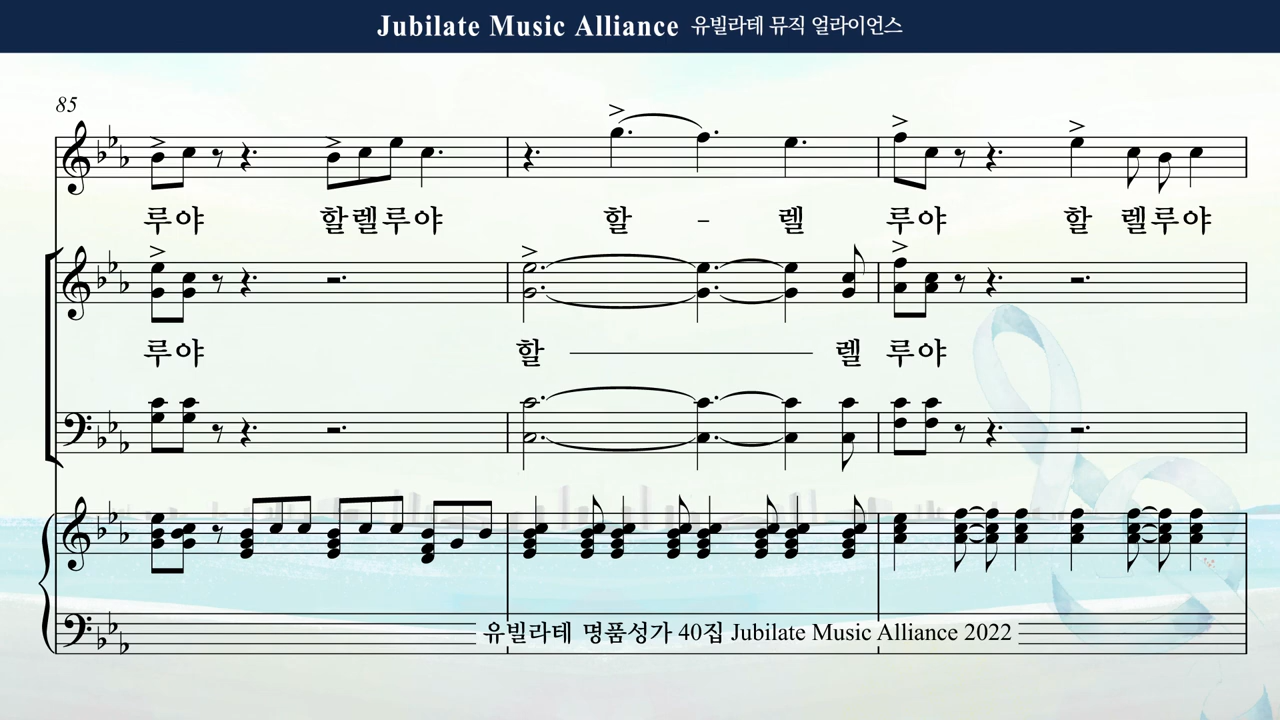 Jubilate Music Alliance 유빌라테 뮤직 얼라이언스
85
루야 할렐루야 할 - 렐 루야 할 렐루야
루야 할 렐 루야
유빌라테 명품성가 40집 Jubilate Music Alliance 2022